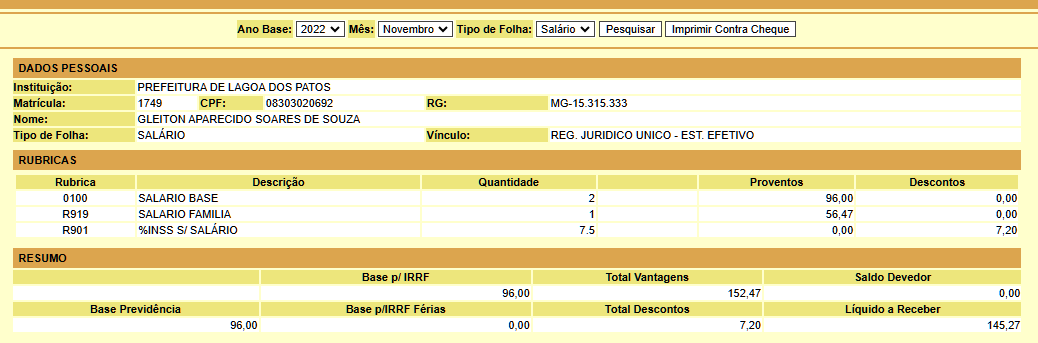 Ano Base: 2022 Mês: Novembro Tipo de Folha: Salário Pesquisar Imprimir Contra Cheque
DADOS PESSOAIS
Instituição: PREFEITURA DE LAGOA DOS PATOS
Matrícula: 1749 CPF: 08303020692 RG: MG-15.315.333
Nome: GLEITON APARECIDO SOARES DE SOUZA
Tipo de Folha: SALÁRIO Vínculo: REG. JURIDICO UNICO - EST. EFETIVO
RUBRICAS
Rubrica Descrição Quantidade Proventos Descontos
0100 SALARIO BASE 2 96,00 0,00
R919 SALARIO FAMILIA 1 56,47 0,00
R901 %INSS S/ SALÁRIO 7.5 0,00 7,20
RESUMO
Base p/ IRRF Total Vantagens Saldo Devedor
96,00 152,47 0,00
Base Previdência Base p/IRRF Férias Total Descontos Líquido a Receber
96,00 0,00 7,20 145,27